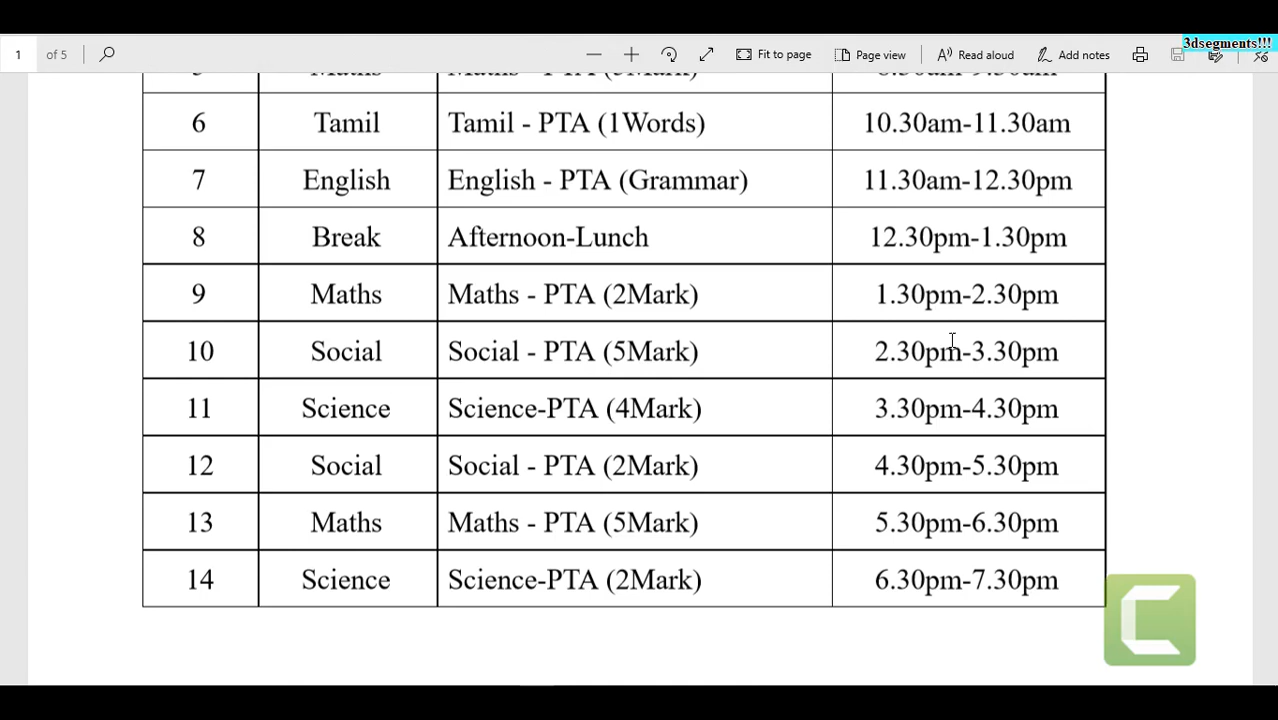 3dsegments!!!
1 of 5 Fit to page Page view Read aloud Add notes
6 Tamil Tamil - PTA (1Words) 10.30am-11.30am
7 English English - PTA (Grammar) 11.30am-12.30pm
8 Break Afternoon-Lunch 12.30pm-1.30pm
9 Maths Maths - PTA (2Mark) 1.30pm-2.30pm
10 Social Social - PTA (5Mark) 2.30pm-3.30pm
11 Science Science-PTA (4Mark) 3.30pm-4.30pm
12 Social Social - PTA (2Mark) 4.30pm-5.30pm
13 Maths Maths - PTA (5Mark) 5.30pm-6.30pm
14 Science Science-PTA (2Mark) 6.30pm-7.30pm